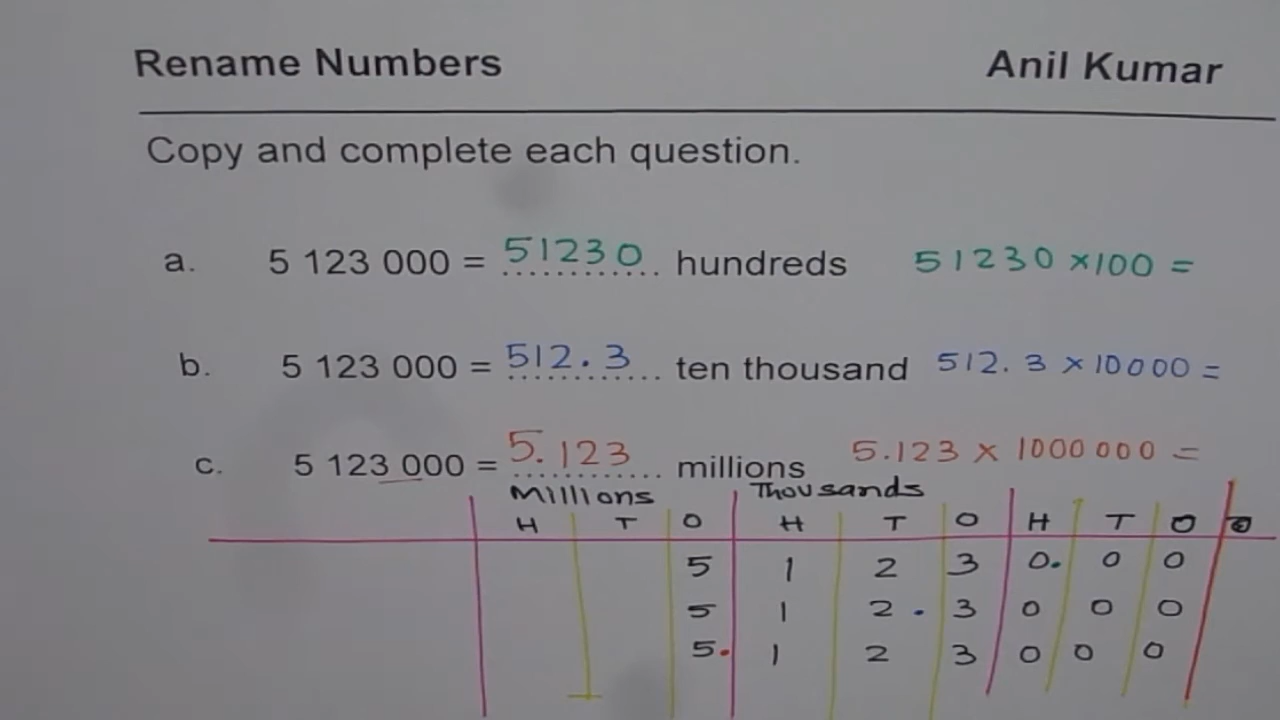 Rename Numbers Anil Kumar
Copy and complete each question.
a. 5 123 000 = 51230 hundreds 51230 ×100 =
b. 5 123 000 = 512.3 ten thousand 512.3 ×10000 =
c. 5 123 000 = 5.123 millions 5.123 × 1000 000 =
Millions Thousands
H T O H T O H T O
5 1 2 3 0. 0 0
5 1 2 . 3 0 0 0
5. 1 2 3 0 0 0